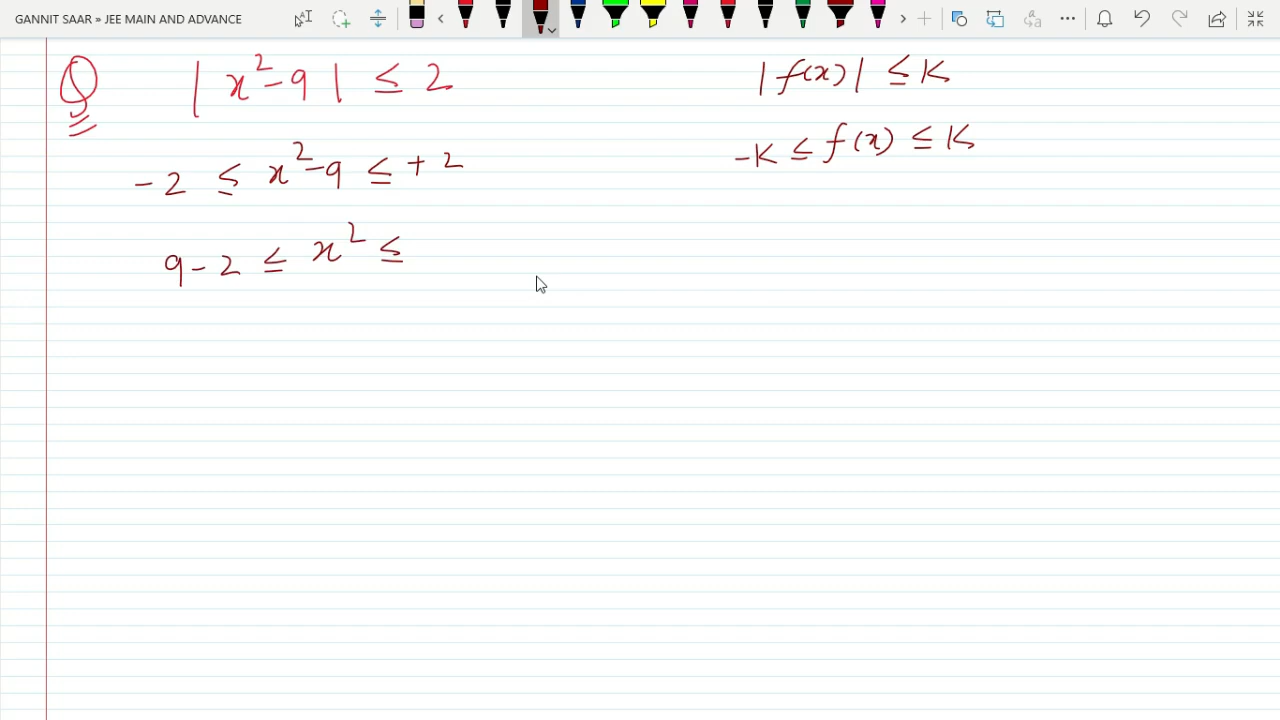 GANNIT SAAR » JEE MAIN AND ADVANCE
Q |x²-9| ≤ 2
-2 ≤ x²-9 ≤ +2
9-2 ≤ x² ≤
|f(x)| ≤ K
-K ≤ f(x) ≤ K